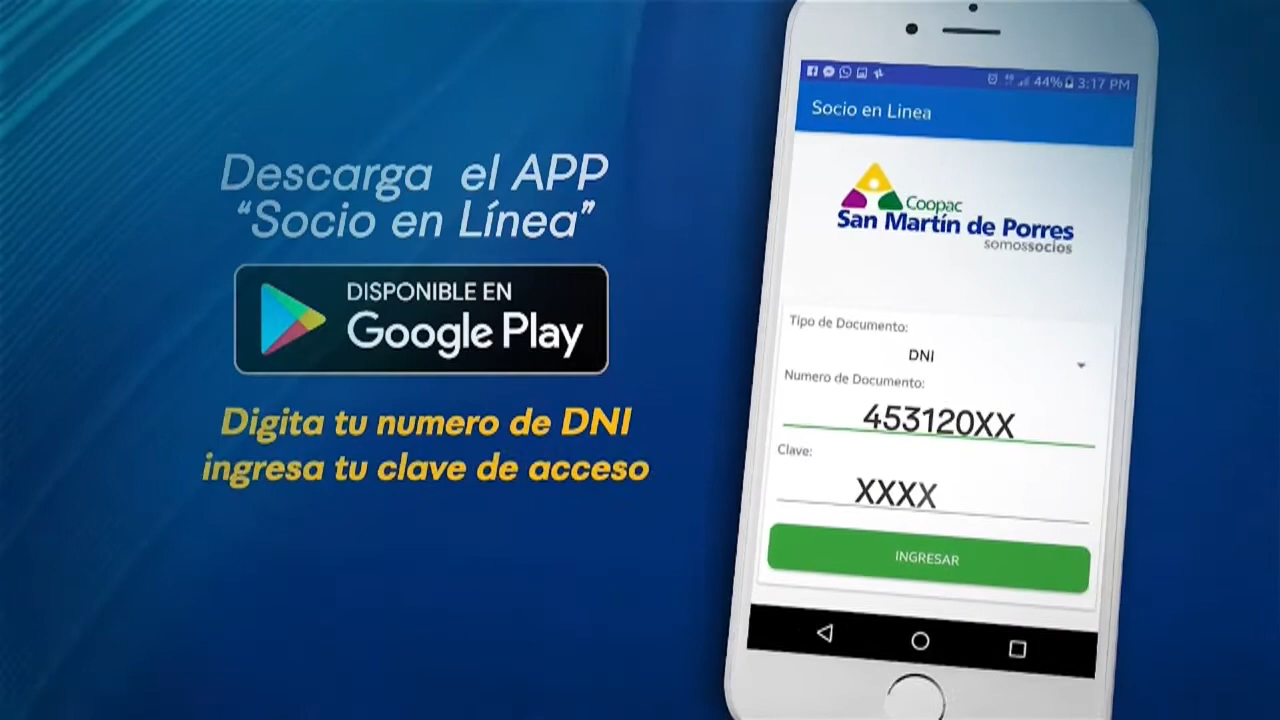 Descarga el APP
“Socio en Línea”
DISPONIBLE EN
Google Play
Digita tu numero de DNI
ingresa tu clave de acceso
44% 3:17 PM
Socio en Linea
Coopac
San Martín de Porres
somossocios
Tipo de Documento:
DNI
Numero de Documento:
453120XX
Clave:
XXXX
INGRESAR